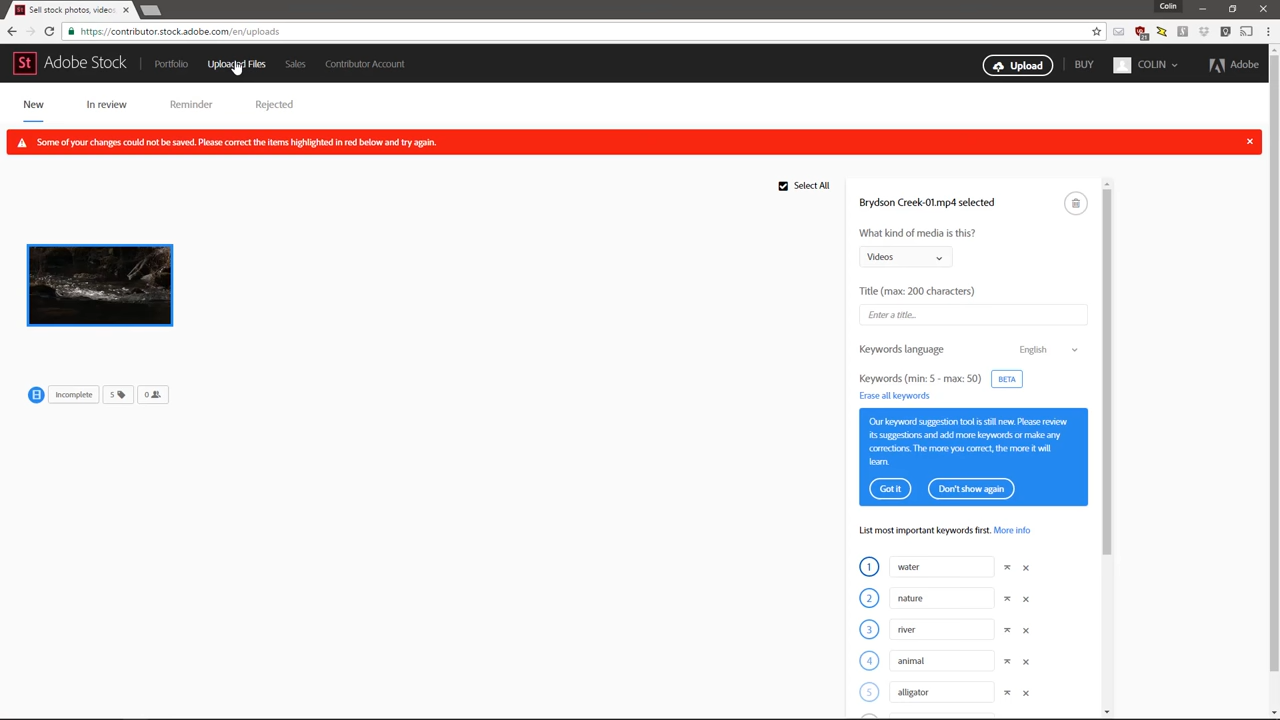 Sell stock photos, videos
Colin
https://contributor.stock.adobe.com/en/uploads
21
St Adobe Stock Portfolio Uploaded Files Sales Contributor Account Upload BUY COLIN Adobe
New In review Reminder Rejected
Some of your changes could not be saved. Please correct the items highlighted in red below and try again.
Select All
Brydson Creek-01.mp4 selected
What kind of media is this?
Videos
Title (max: 200 characters)
Enter a title...
Keywords language English
Keywords (min: 5 - max: 50) BETA
Erase all keywords
Incomplete 5 0
Our keyword suggestion tool is still new. Please review
its suggestions and add more keywords or make any
corrections. The more you correct, the more it will
learn.
Got it Don't show again
List most important keywords first. More info
1 water
2 nature
3 river
4 animal
5 alligator